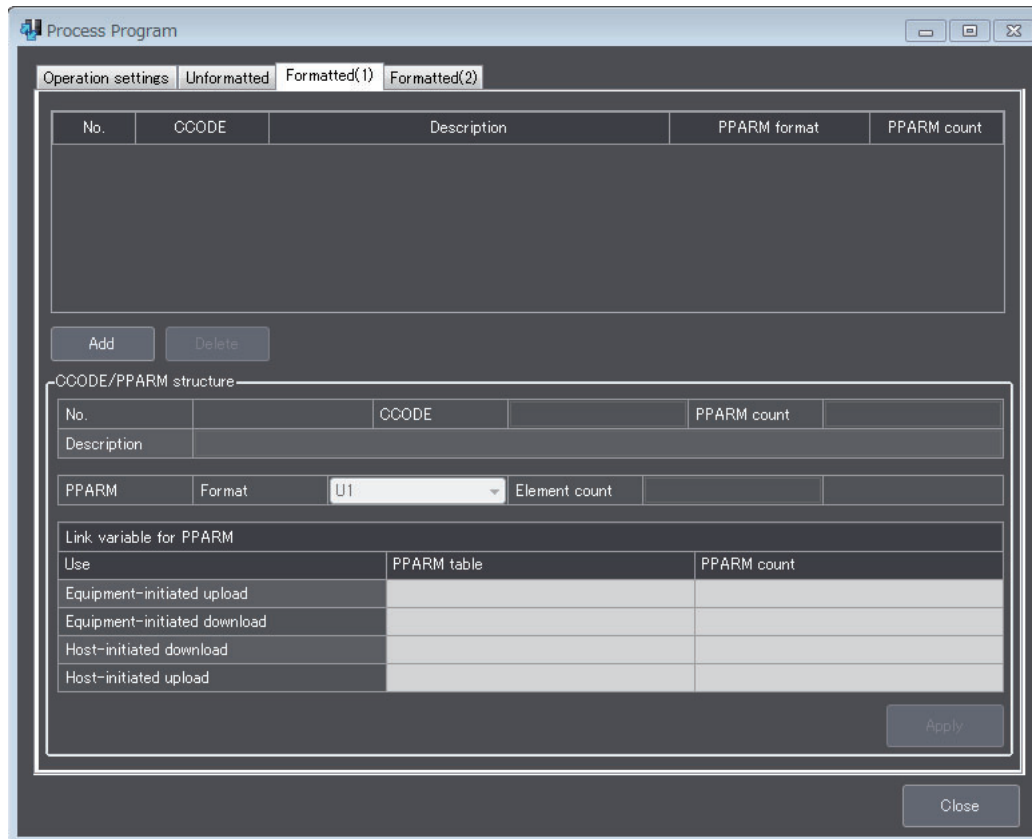 Process Program
Operation settings Unformatted Formatted(1) Formatted(2)
No. CCODE Description PPARM format PPARM count
Add Delete
CCODE/PPARM structure
No. CCODE PPARM count
Description
PPARM Format U1 Element count
Link variable for PPARM
Use PPARM table PPARM count
Equipment-initiated upload
Equipment-initiated download
Host-initiated download
Host-initiated upload
Apply
Close